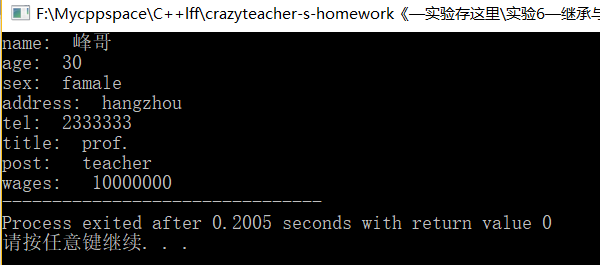 F:\Mycppspace\C++lff\crazyteacher-s-homework《—实验存这里\实验6—继承与
name:  峰哥
age:  30
sex:  famale
address:  hangzhou
tel:  2333333
title:  prof.
post:   teacher
wages:   10000000
--------------------------------
Process exited after 0.2005 seconds with return value 0
请按任意键继续. . .